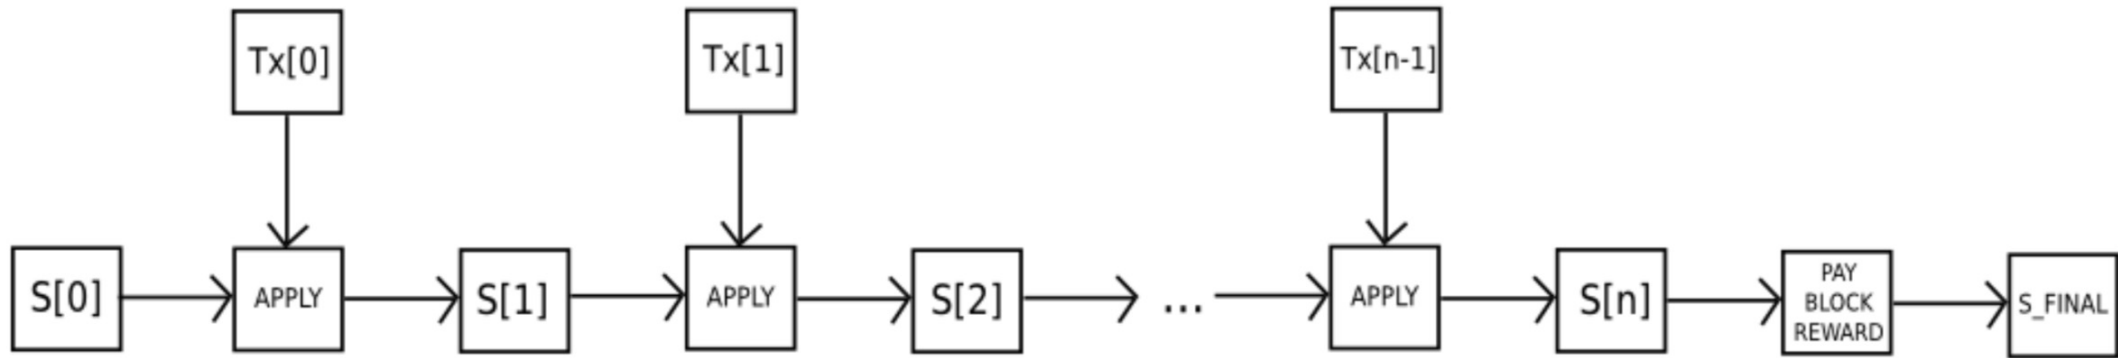 Tx[0]
Tx[1]
Tx[n-1]
S[0]
APPLY
S[1]
APPLY
S[2]
...
APPLY
S[n]
PAY
BLOCK
REWARD
S_FINAL